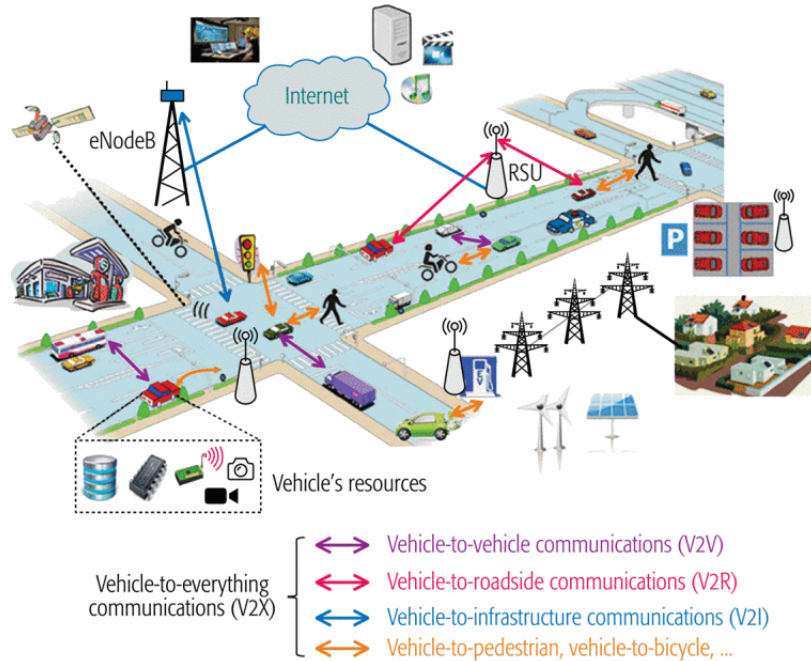 Internet
eNodeB
RSU
P
Vehicle's resources
Vehicle-to-everything
communications (V2X)
Vehicle-to-vehicle communications (V2V)
Vehicle-to-roadside communications (V2R)
Vehicle-to-infrastructure communications (V2I)
Vehicle-to-pedestrian, vehicle-to-bicycle, ...